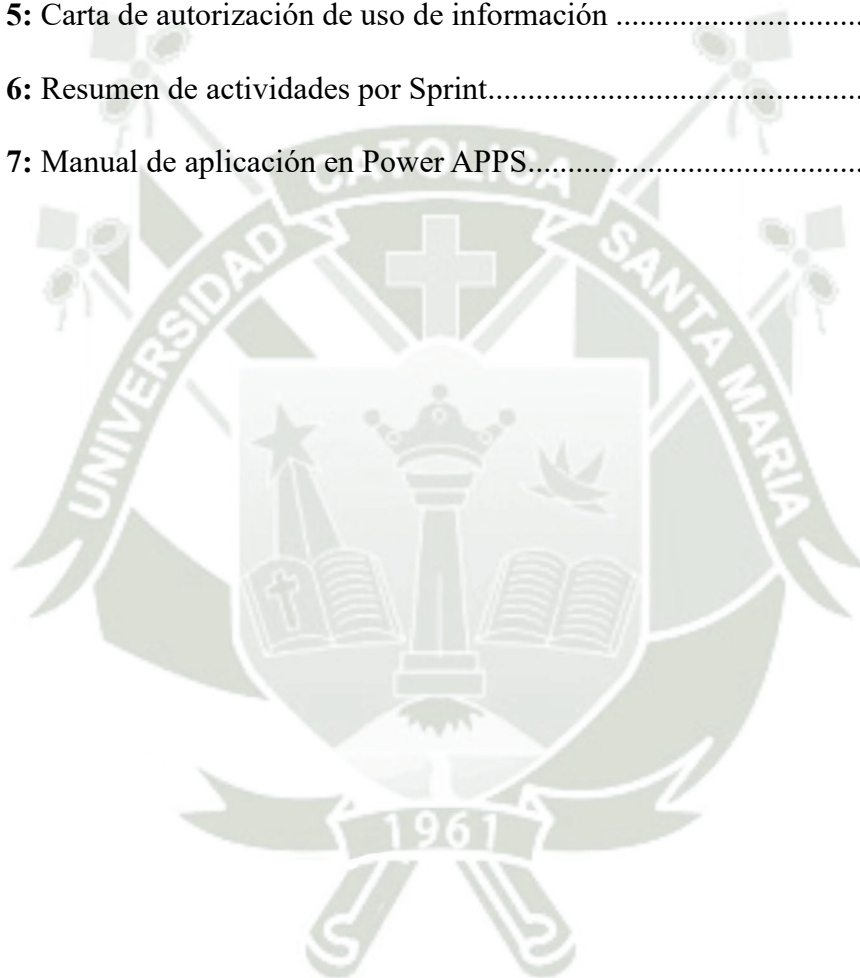 5: Carta de autorización de uso de información ................................
6: Resumen de actividades por Sprint................................................
7: Manual de aplicación en Power APPS...........................................
UNIVERSIDAD CATOLICA SANTA MARIA
1961